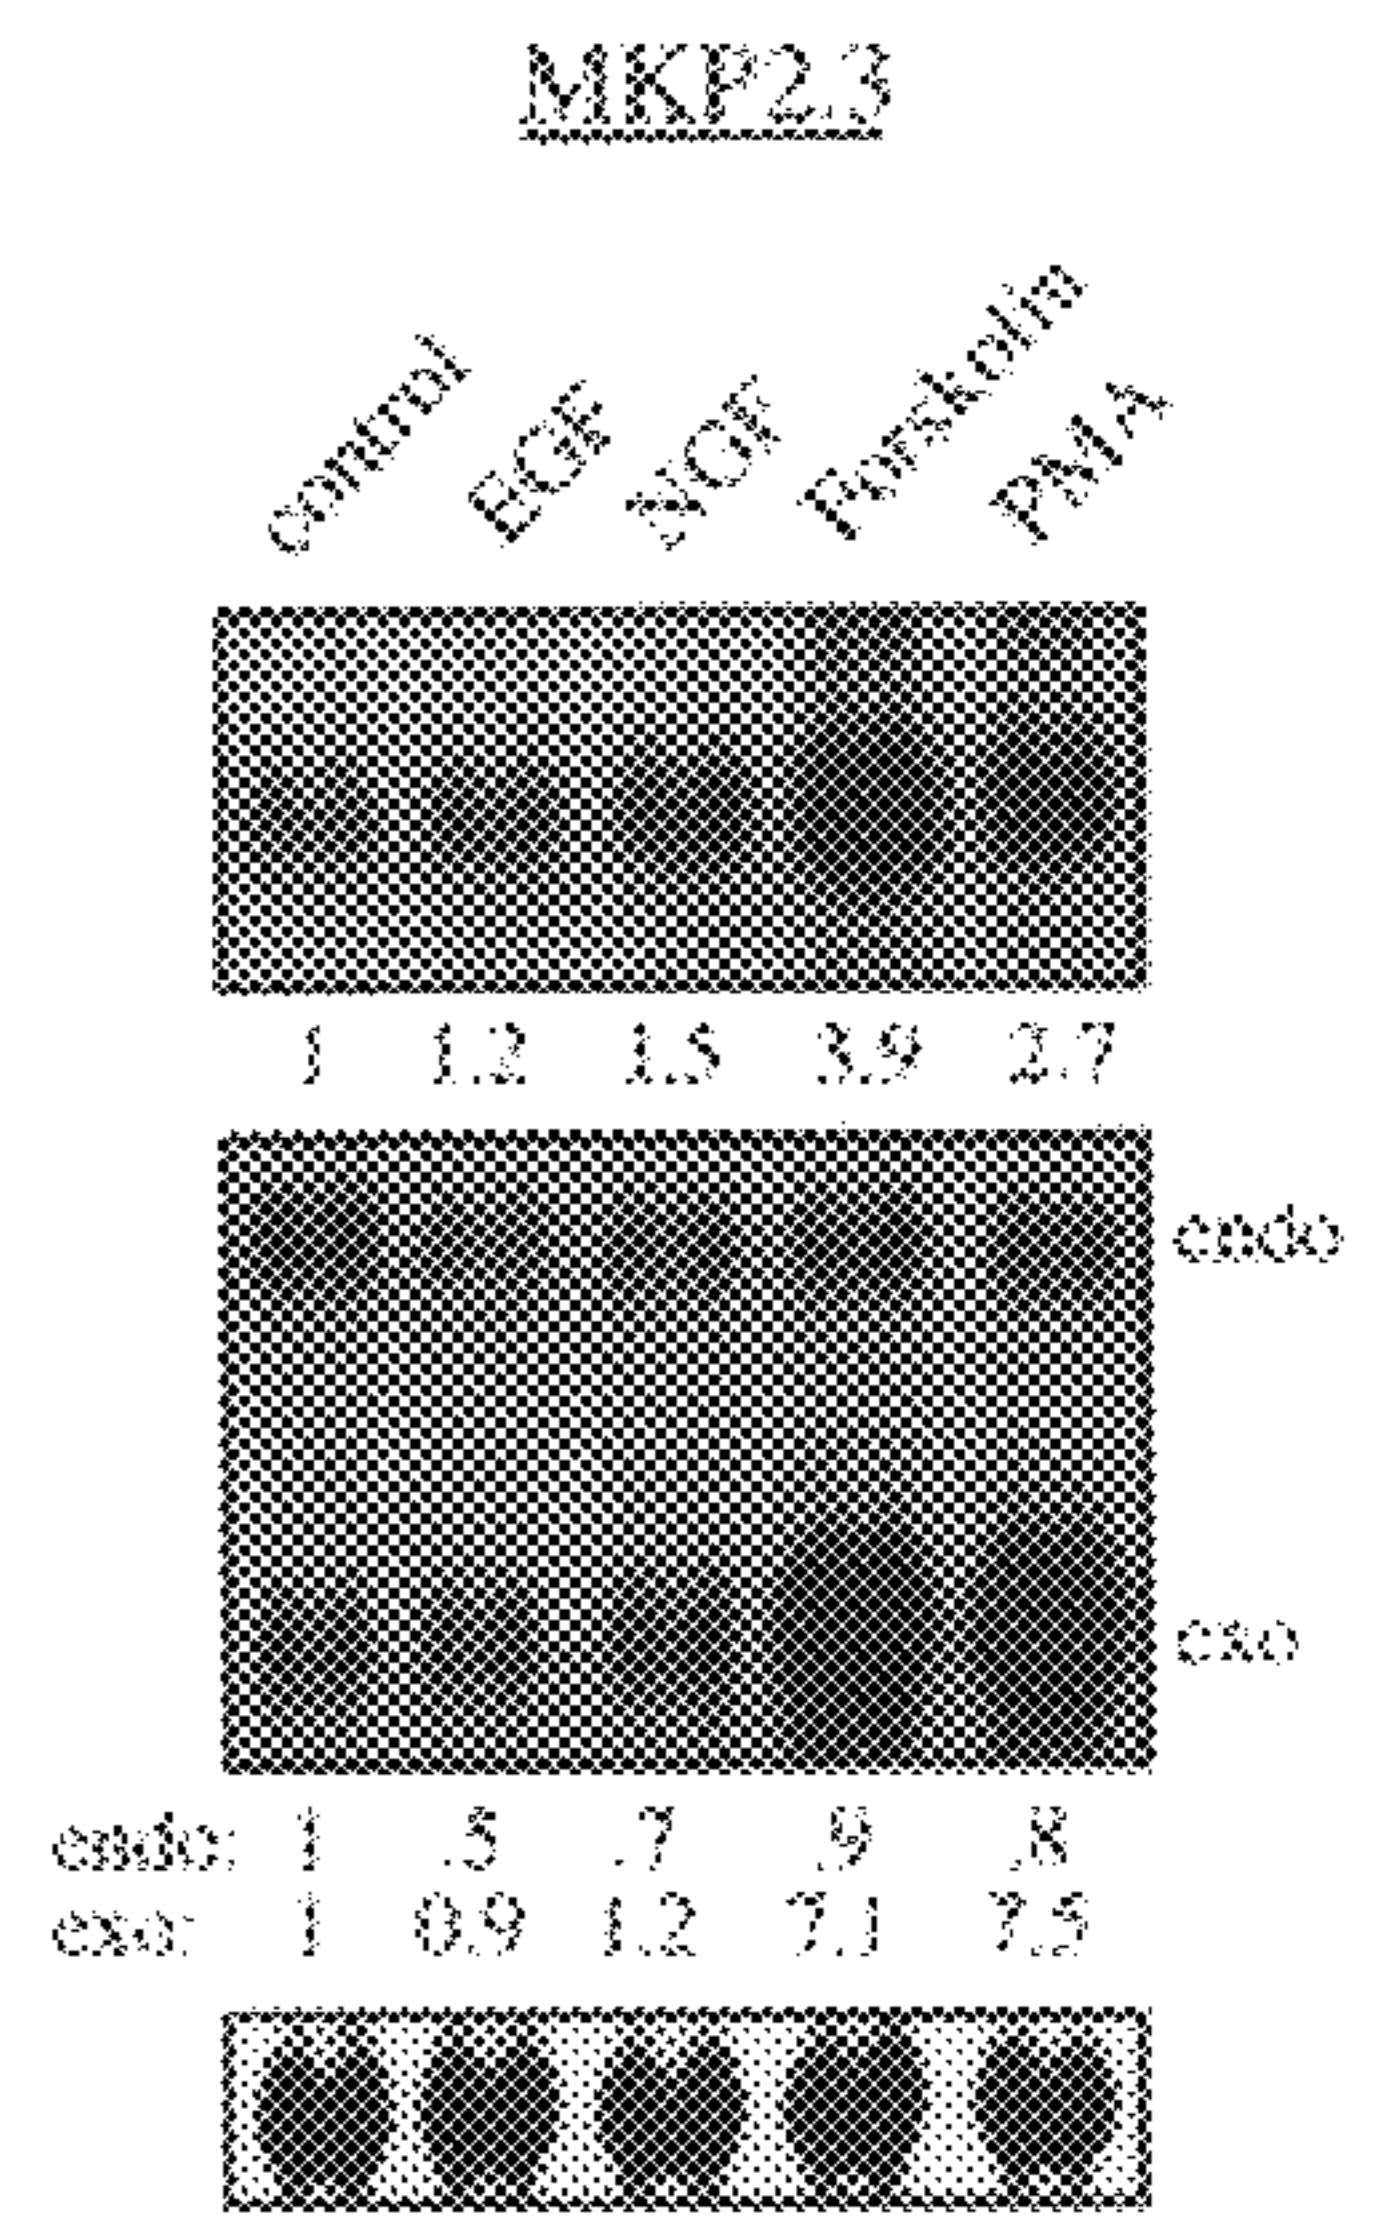 MKP2.3
control EGF NGF Forskolin PMA
1 1.2 1.5 3.9 2.7
endo
exo
endo: 1 .5 .7 .9 .8
exo: 1 0.9 1.2 7.1 7.5